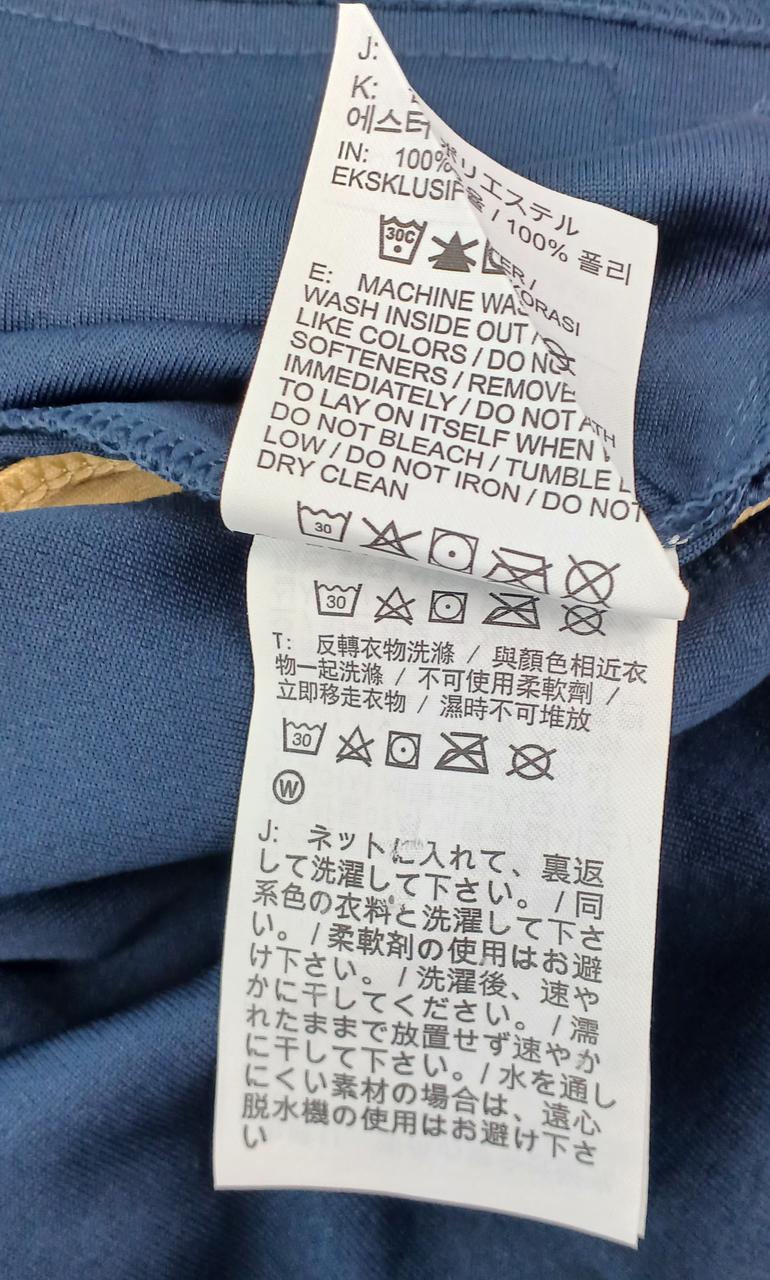 J:
K:
에스터
IN: 100%
EKSKLUSIF
ポリエステル
/ 100% 폴리
30C
E: MACHINE
WASH INSIDE OUT /
LIKE COLORS / DO NO
SOFTENERS / REMOVE
IMMEDIATELY / DO NOT
TO LAY ON ITSELF WHEN
DO NOT BLEACH / TUMBLE
LOW / DO NOT IRON / DO NOT
DRY CLEAN
30
30
T: 反轉衣物洗滌 / 與顏色相近衣
物一起洗滌 / 不可使用柔軟劑 /
立即移走衣物 / 濕時不可堆放
30
W
J: ネットに入れて、裏返
して洗濯して下さい。 / 同
系色の衣料と洗濯して下さ
い。 / 柔軟剤の使用はお避
け下さい。 / 洗濯後、速や
かに干してください。 / 濡
れたままで放置せず速やか
に干して下さい。 / 水を通し
にくい素材の場合は、遠心
脱水機の使用はお避け下さ
い